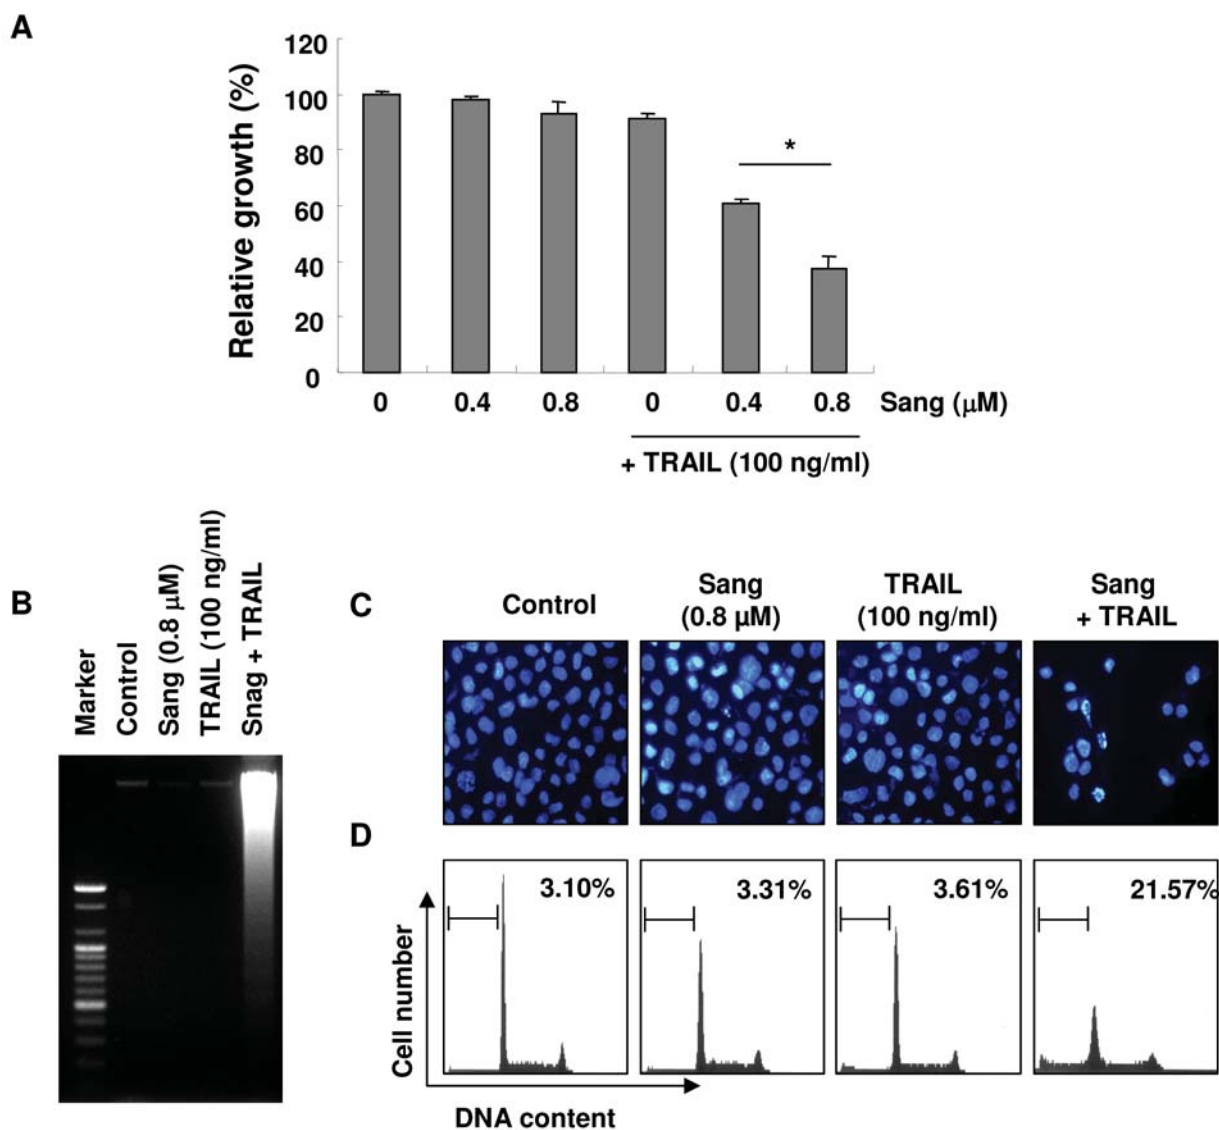 A
120
100
80
60
40
20
0
Relative growth (%)
0 0.4 0.8 0 0.4 0.8 Sang (μM)
*
+ TRAIL (100 ng/ml)
B
Marker
Control
Sang (0.8 μM)
TRAIL (100 ng/ml)
Snag + TRAIL
C
Control
Sang
(0.8 μM)
TRAIL
(100 ng/ml)
Sang
+ TRAIL
D
3.10%
3.31%
3.61%
21.57%
Cell number
DNA content